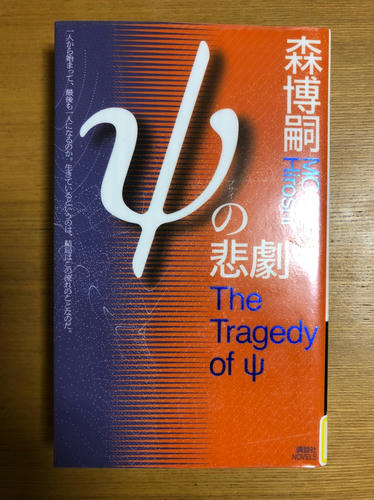 森博嗣
MORI
Hiroshi
ψの
プサイ
悲劇
The
Tragedy
of ψ
一人から始まって、最後も一人になるのか。生きているというのは、結局はこの流れのことなのだ。
講談社
NOVELS